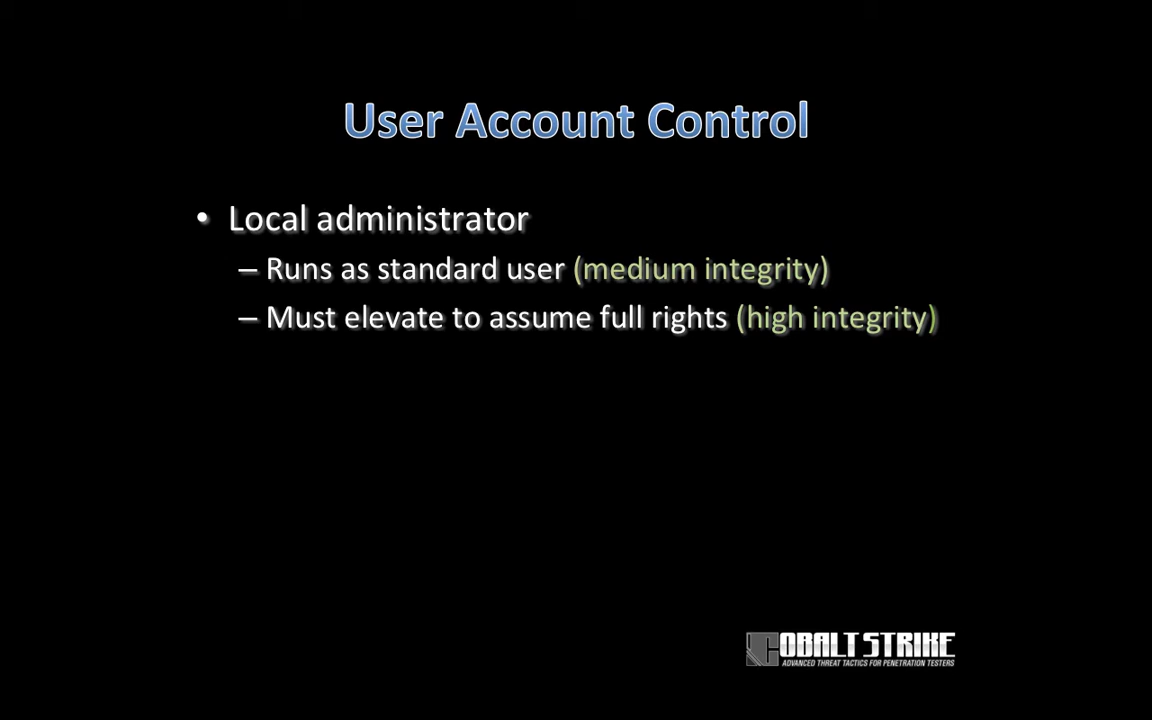 User Account Control
• Local administrator
– Runs as standard user (medium integrity)
– Must elevate to assume full rights (high integrity)
COBALT STRIKE
ADVANCED THREAT TACTICS FOR PENETRATION TESTERS